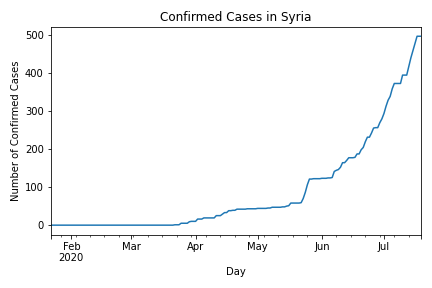 Confirmed Cases in Syria
500
400
300
200
100
0
Number of Confirmed Cases
Feb Mar Apr May Jun Jul
2020
Day